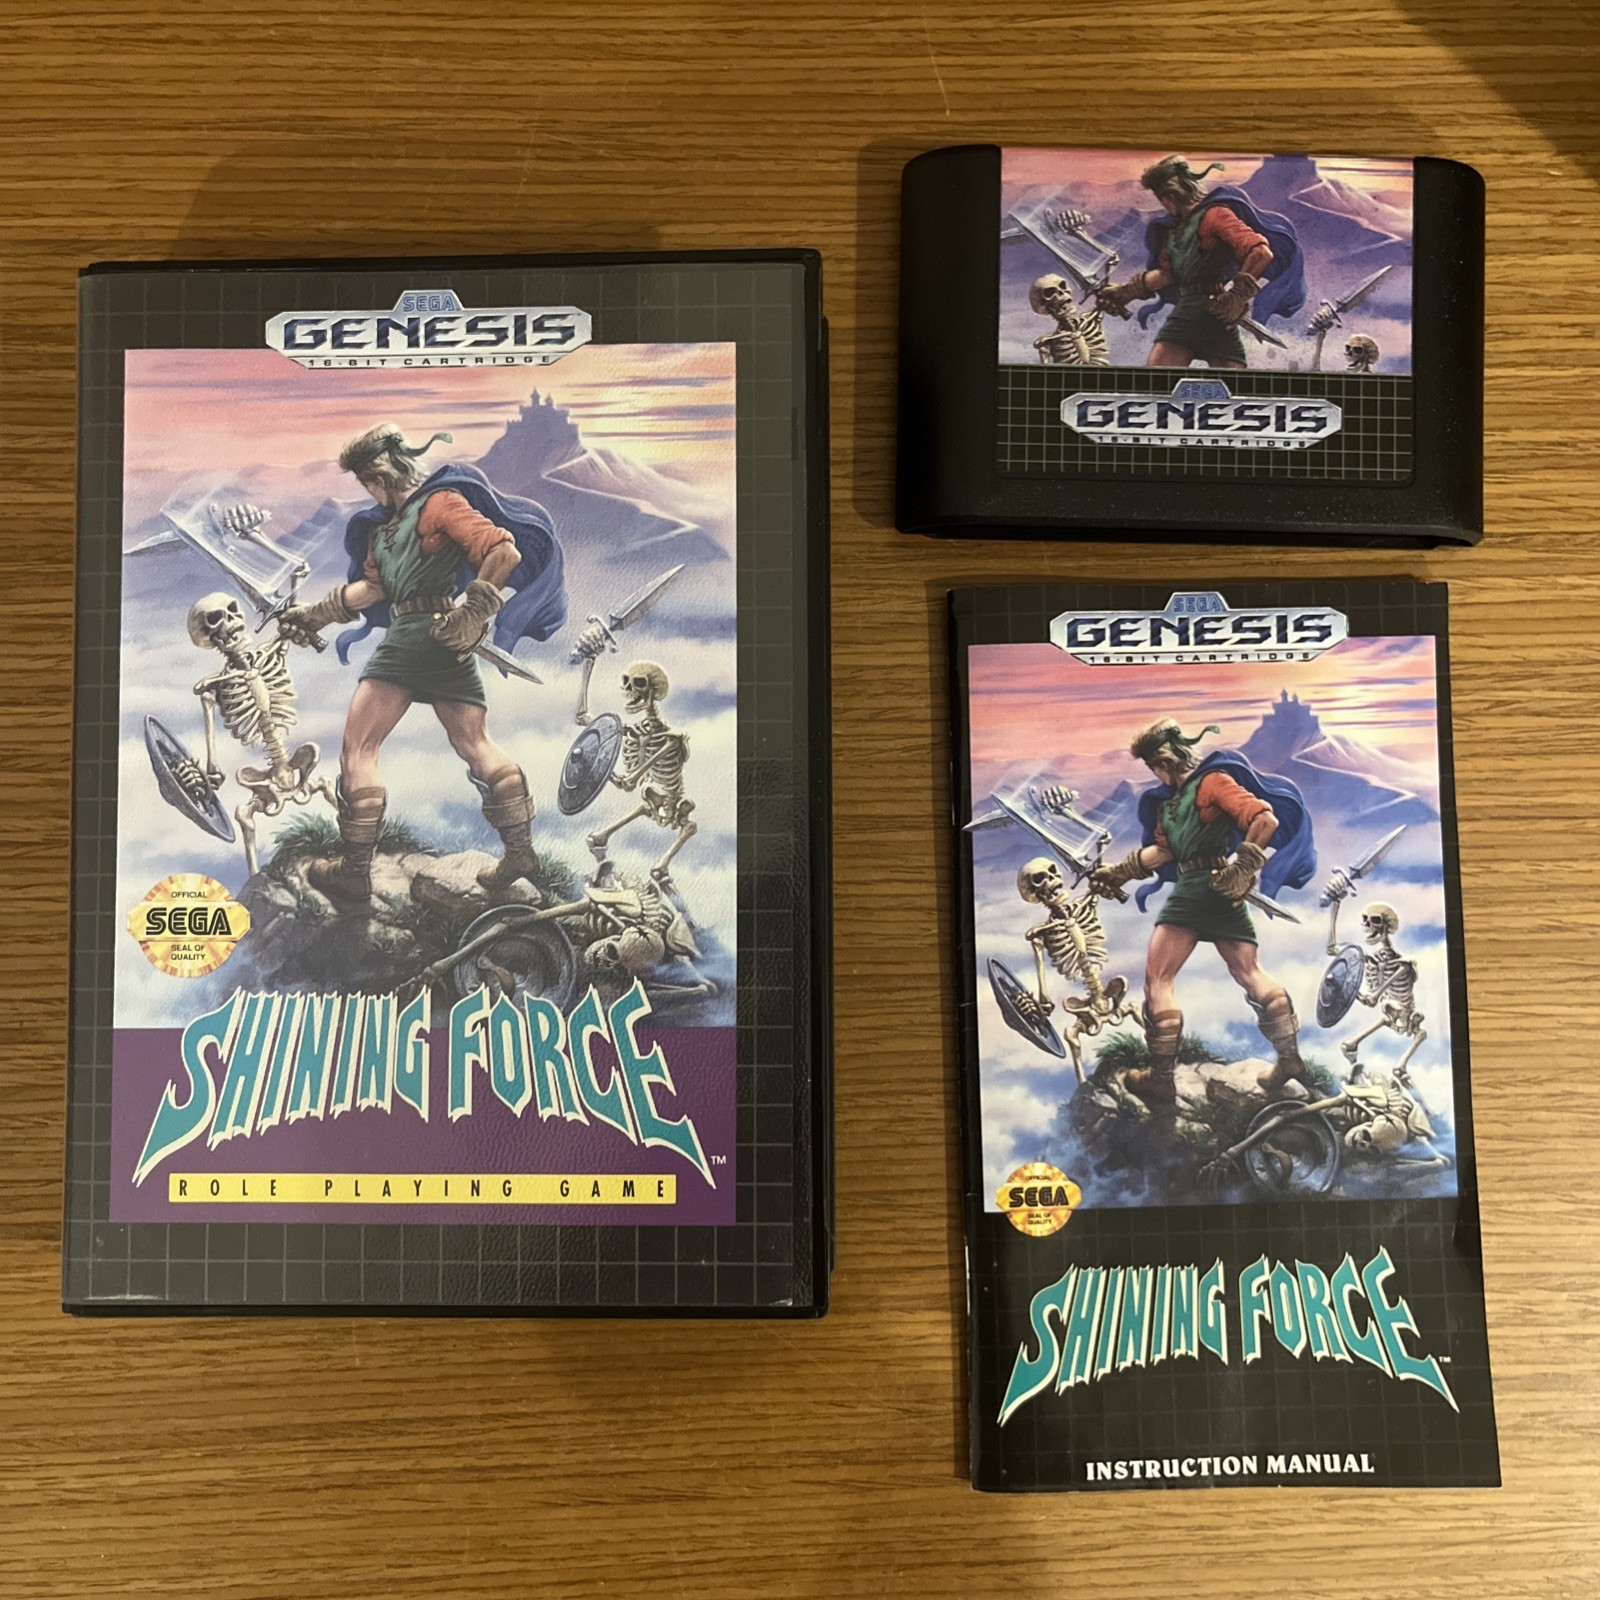 SEGA
GENESIS
16-BIT CARTRIDGE
OFFICIAL
SEGA
SEAL OF
QUALITY
SHINING FORCE
TM
ROLE PLAYING GAME
SEGA
GENESIS
16-BIT CARTRIDGE
SEGA
GENESIS
16-BIT CARTRIDGE
OFFICIAL
SEGA
SEAL OF
QUALITY
SHINING FORCE
TM
INSTRUCTION MANUAL